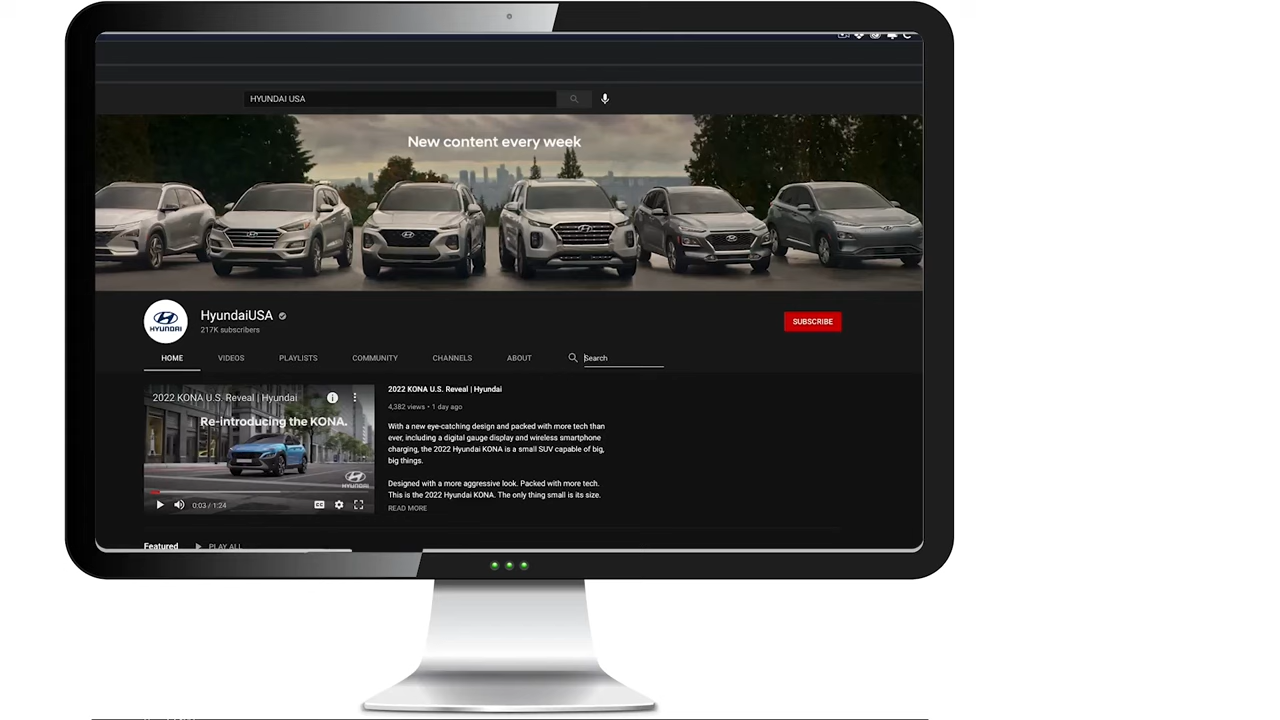 HYUNDAI USA
New content every week
HyundaiUSA
217K subscribers
HYUNDAI
HOME VIDEOS PLAYLISTS COMMUNITY CHANNELS ABOUT Search
SUBSCRIBE
2022 KONA U.S. Reveal | Hyundai
Re-introducing the KONA.
HYUNDAI
0:03 / 1:24
CC
2022 KONA U.S. Reveal | Hyundai
4,382 views • 1 day ago
With a new eye-catching design and packed with more tech than
ever, including a digital gauge display and wireless smartphone
charging, the 2022 Hyundai KONA is a small SUV capable of big,
big things.
Designed with a more aggressive look. Packed with more tech.
This is the 2022 Hyundai KONA. The only thing small is its size.
READ MORE
Featured PLAY ALL